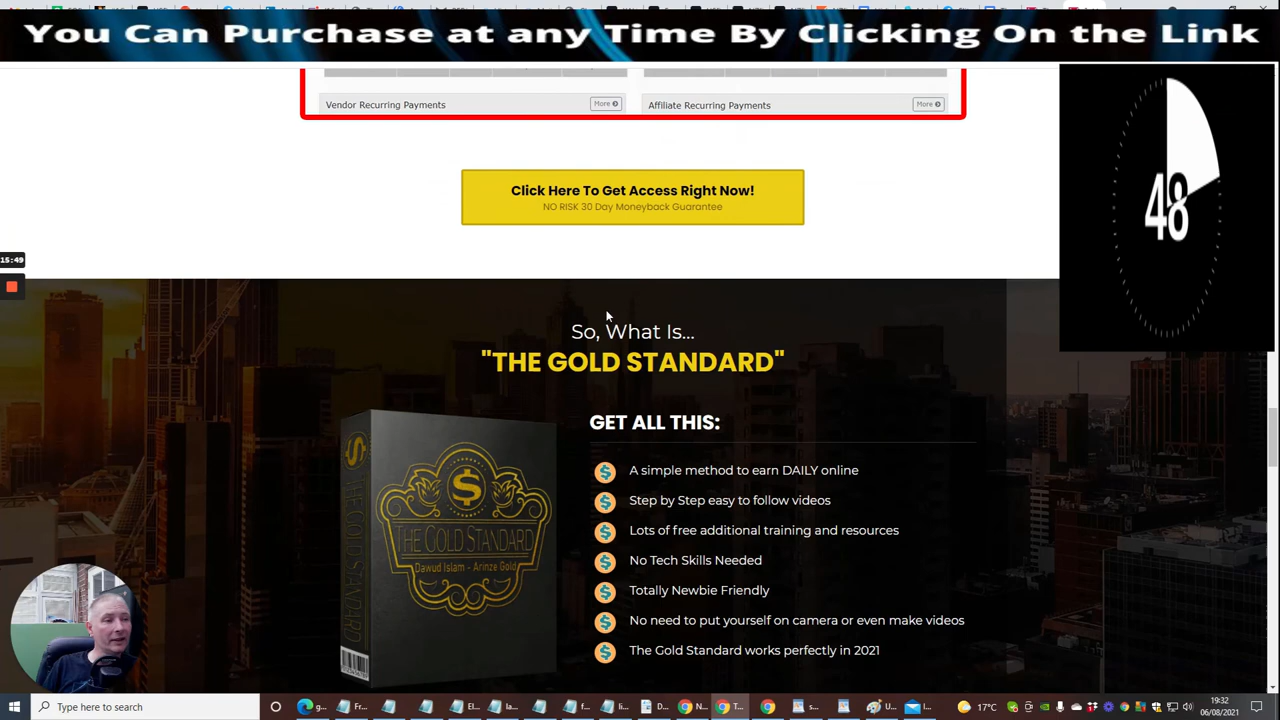 You Can Purchase at any Time By Clicking On the Link
Vendor Recurring Payments
More
Affiliate Recurring Payments
More
Click Here To Get Access Right Now!
NO RISK 30 Day Moneyback Guarantee
48
15:49
So, What Is...
"THE GOLD STANDARD"
GET ALL THIS:
A simple method to earn DAILY online
Step by Step easy to follow videos
Lots of free additional training and resources
No Tech Skills Needed
Totally Newbie Friendly
No need to put yourself on camera or even make videos
The Gold Standard works perfectly in 2021
THE GOLD STANDARD
THE GOLD STANDARD
Dawud Islam - Arinze Gold
Type here to search
17°C
19:32
06/08/2021